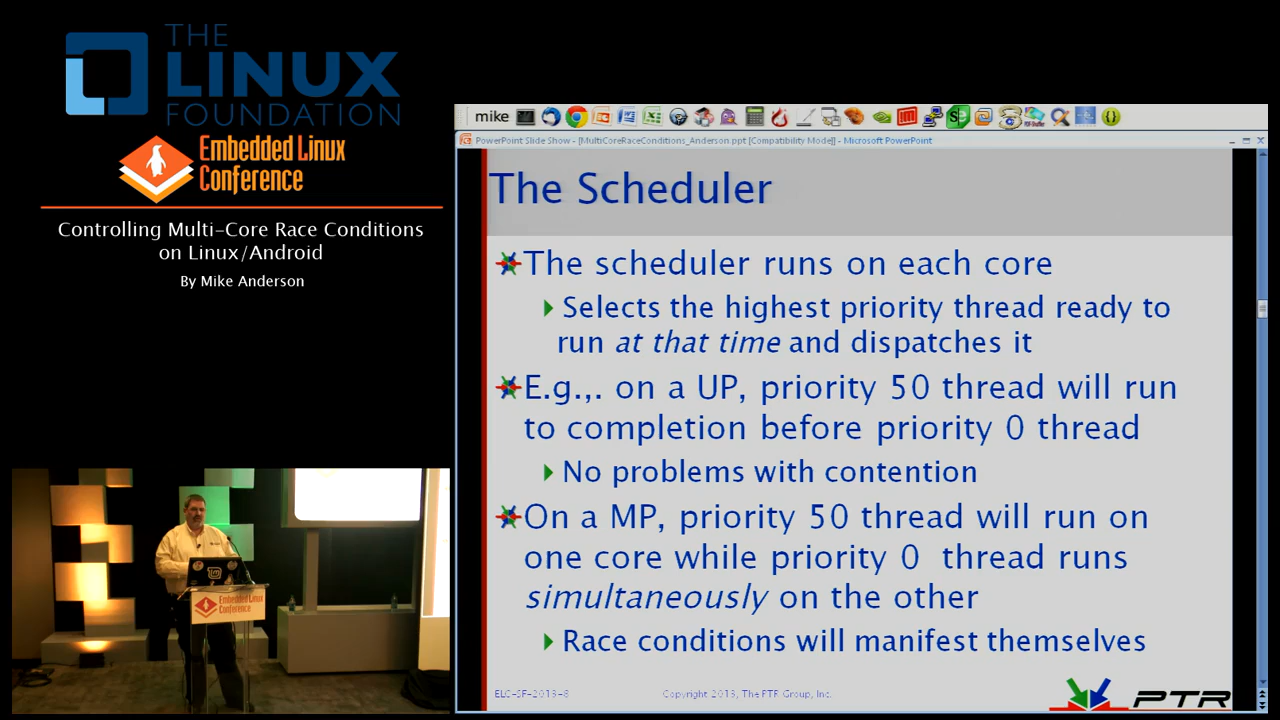 THE
LINUX
FOUNDATION
Embedded Linux
Conference
Controlling Multi-Core Race Conditions
on Linux/Android
By Mike Anderson
mike
PowerPoint Slide Show - [MultiCoreRaceConditions_Anderson.ppt [Compatibility Mode]] - Microsoft PowerPoint
The Scheduler
The scheduler runs on each core
Selects the highest priority thread ready to
run at that time and dispatches it
E.g.,. on a UP, priority 50 thread will run
to completion before priority 0 thread
No problems with contention
On a MP, priority 50 thread will run on
one core while priority 0 thread runs
simultaneously on the other
Race conditions will manifest themselves
ELC-SF-2013-8
Copyright 2013, The PTR Group, Inc.
PTR
Embedded Linux
Conference